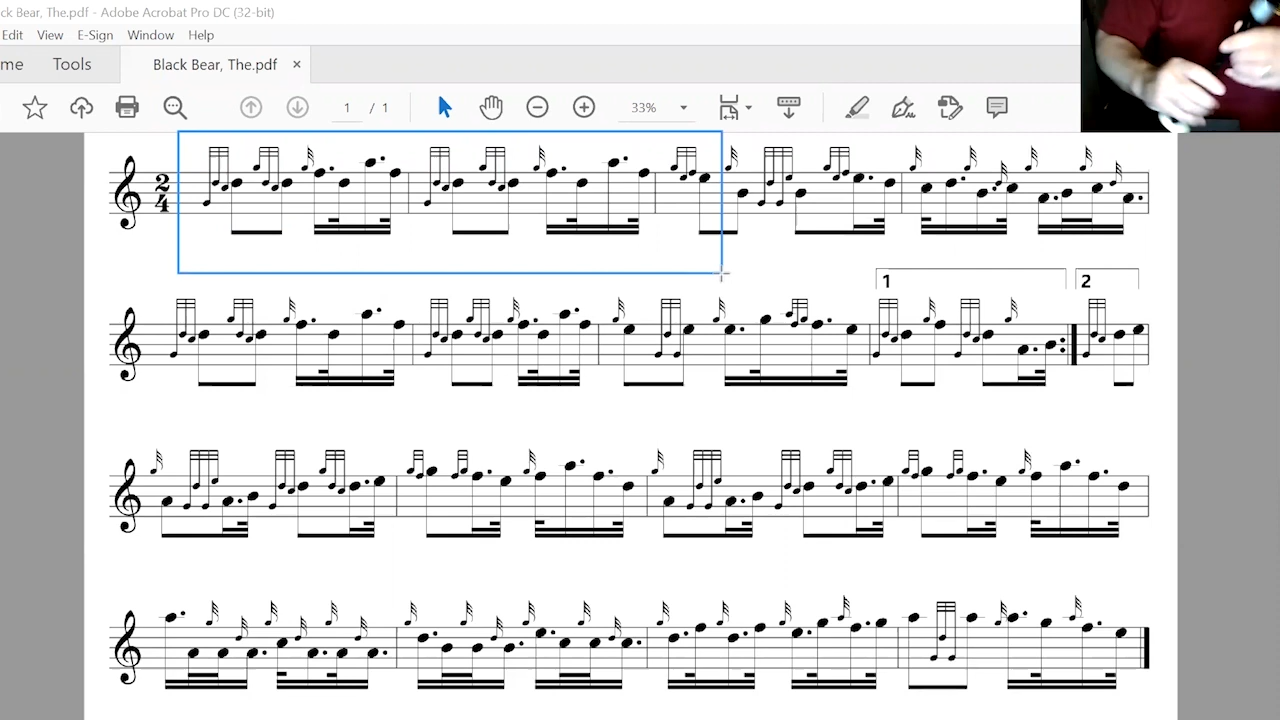 ck Bear, The.pdf - Adobe Acrobat Pro DC (32-bit)
Edit View E-Sign Window Help
me Tools Black Bear, The.pdf ×
1 / 1 33%
2
4
1 2